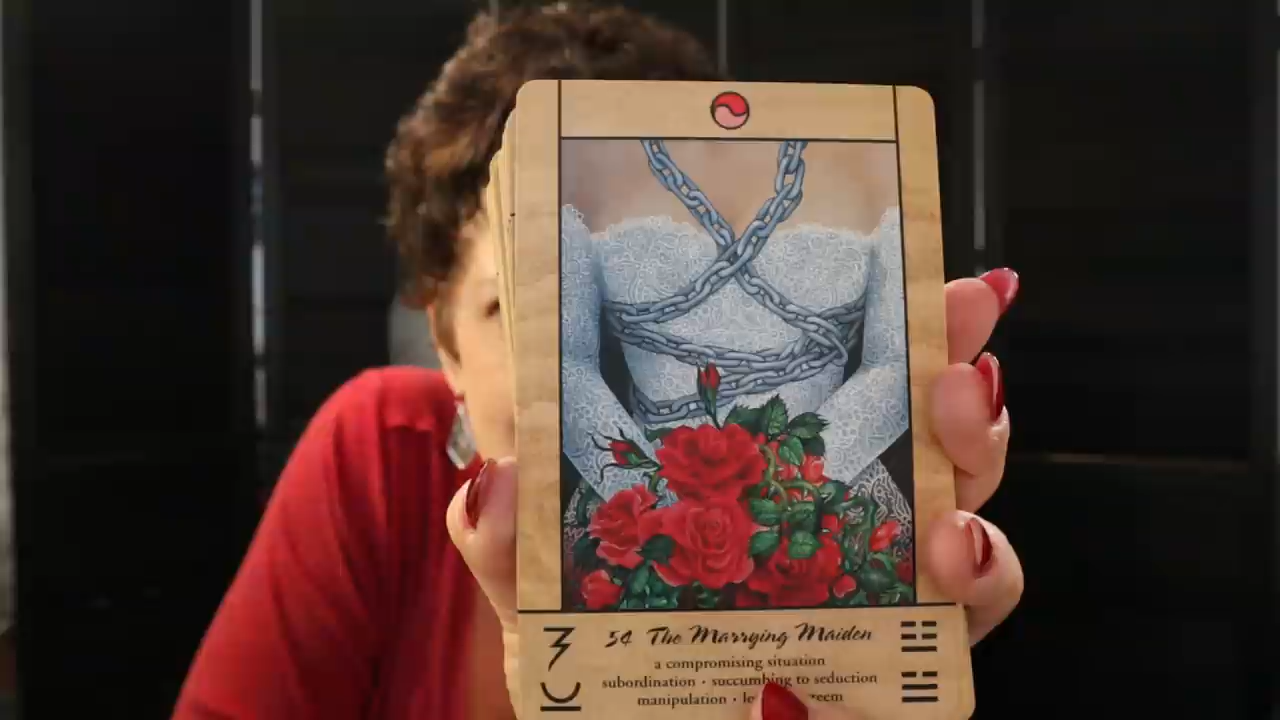 54 The Marrying Maiden
a compromising situation
subordination • succumbing to seduction
manipulation •